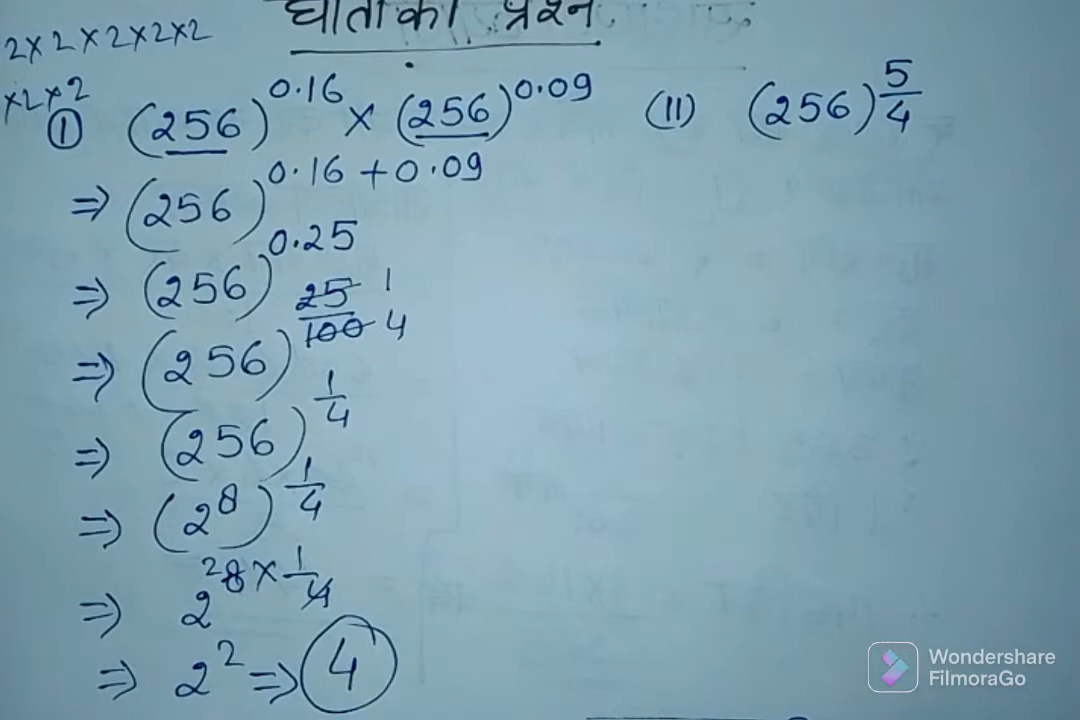 घातों का प्रश्न
2×2×2×2×2
×2×2
① (256)^0.16 × (256)^0.09
⇒ (256)^0.16+0.09
⇒ (256)^0.25
⇒ (256)^25/100 1/4
⇒ (256)^1/4
⇒ (2^8)^1/4
⇒ 2^8×1/4 2
⇒ 2^2 ⇒ 4
(II) (256)^5/4
Wondershare
FilmoraGo